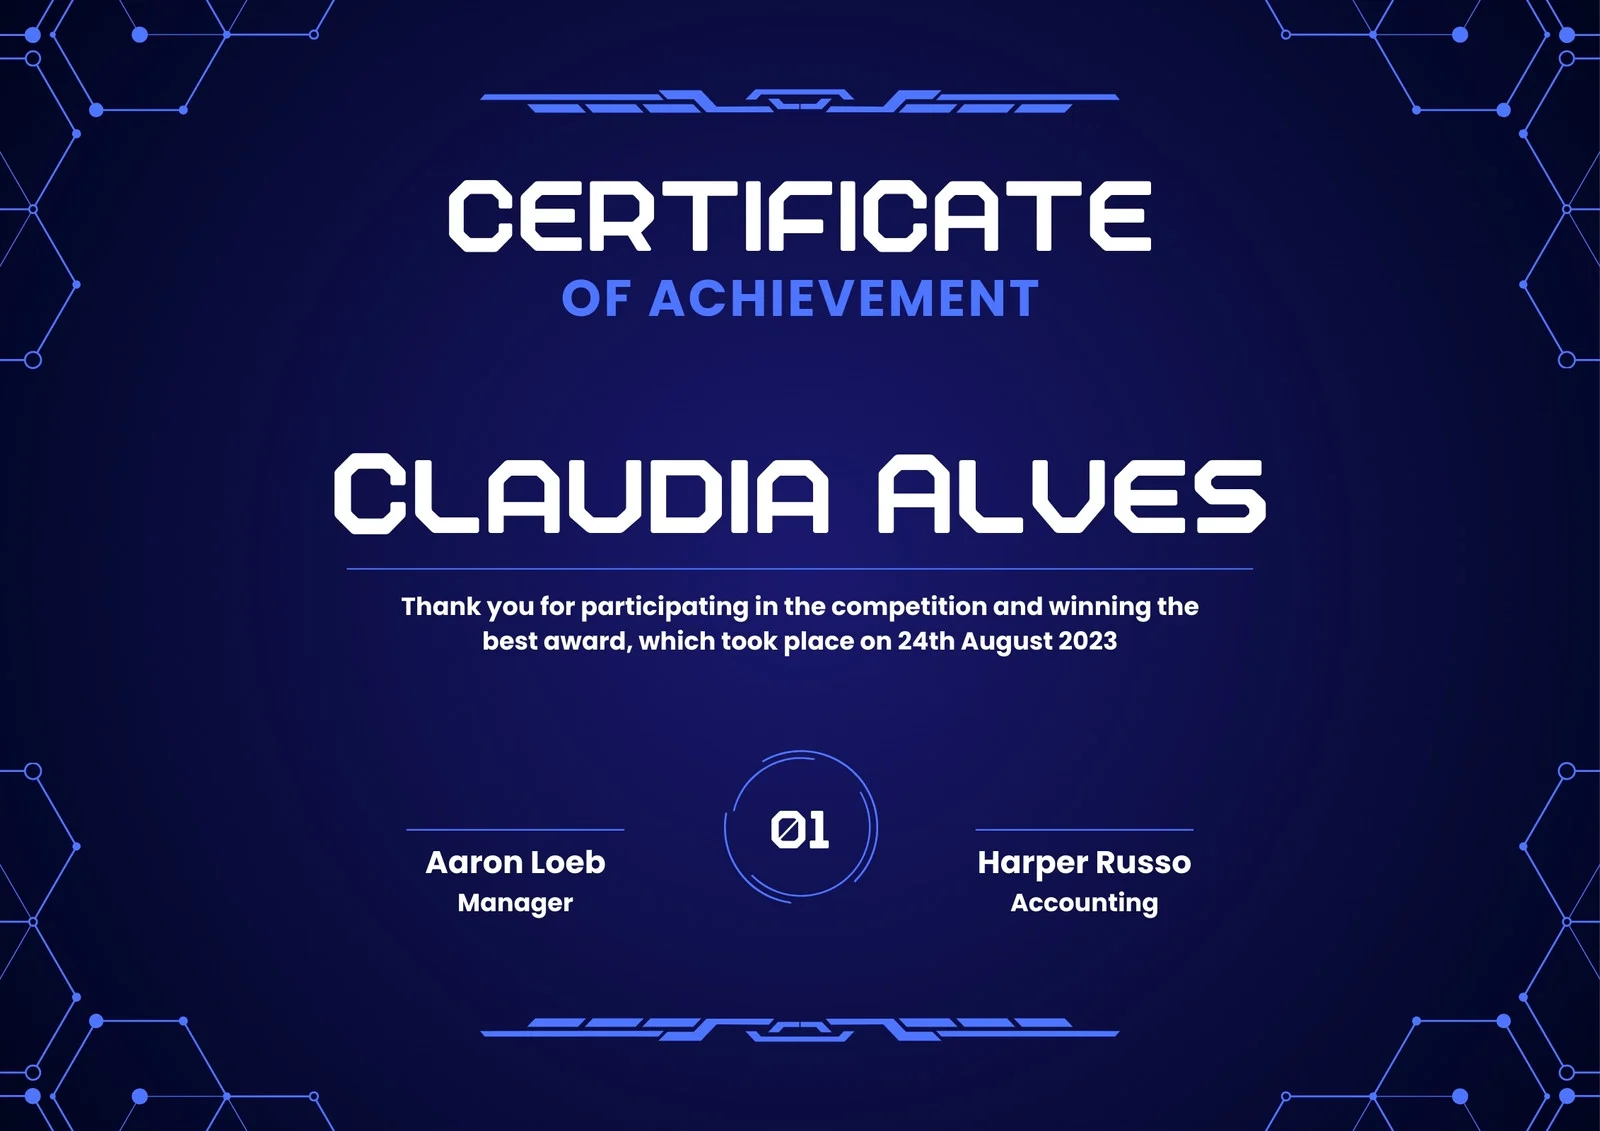 CERTIFICATE
OF ACHIEVEMENT
CLAUDIA ALVES
Thank you for participating in the competition and winning the
best award, which took place on 24th August 2023
01
Aaron Loeb
Manager
Harper Russo
Accounting